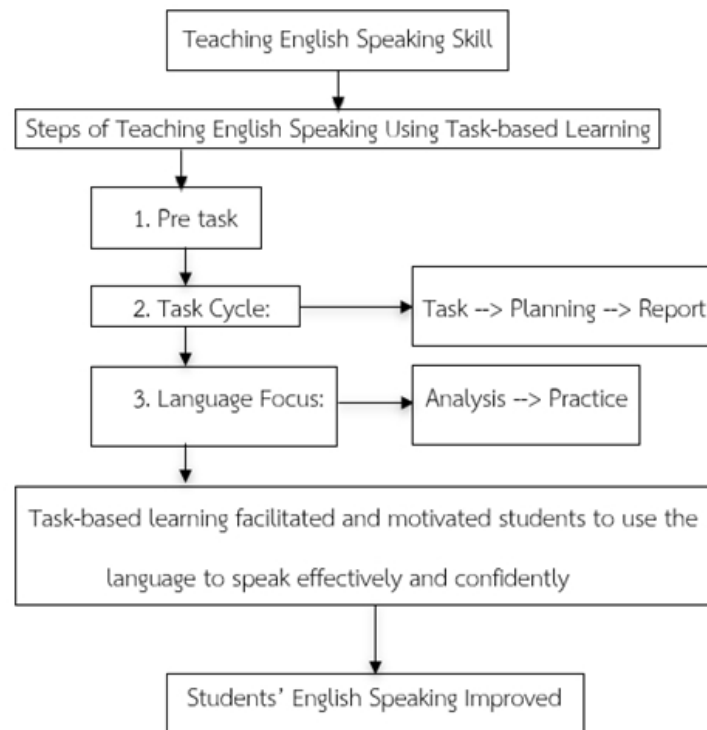 Teaching English Speaking Skill
Steps of Teaching English Speaking Using Task-based Learning
1. Pre task
2. Task Cycle:
Task --> Planning --> Report
3. Language Focus:
Analysis --> Practice
Task-based learning facilitated and motivated students to use the
language to speak effectively and confidently
Students’ English Speaking Improved